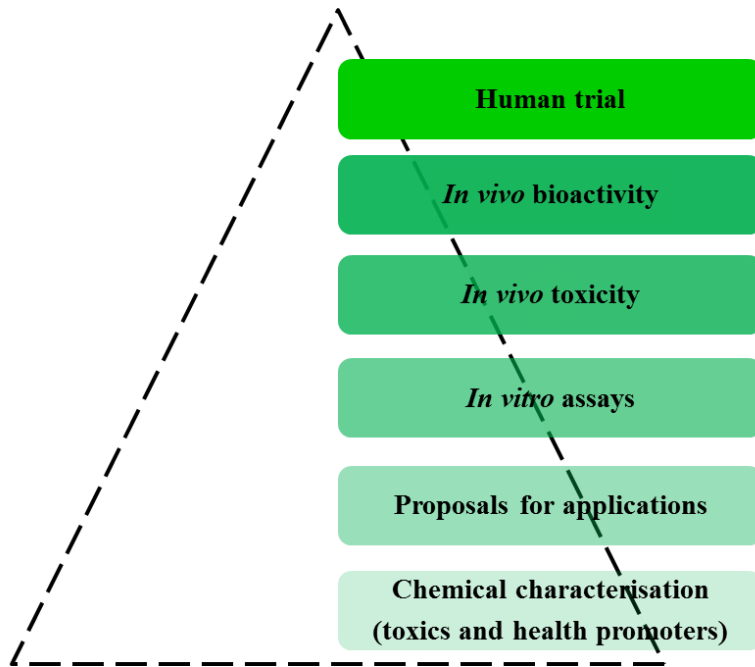 Human trial
In vivo bioactivity
In vivo toxicity
In vitro assays
Proposals for applications
Chemical characterisation
(toxics and health promoters)